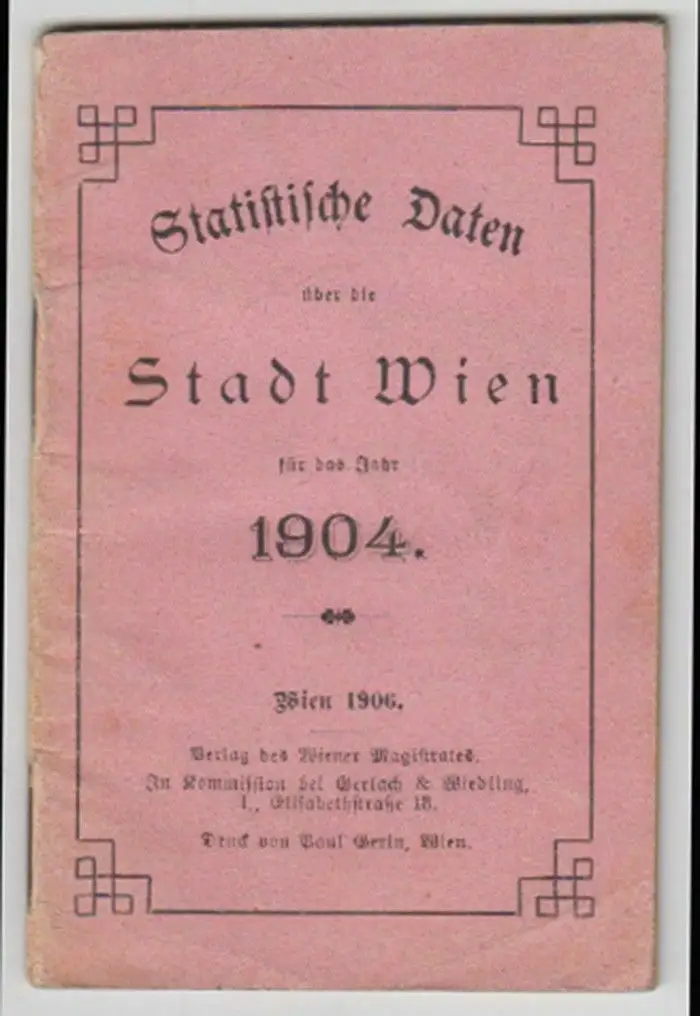 Statistische Daten
über die
Stadt Wien
für das Jahr
1904.
Wien 1906.
Verlag des Wiener Magistrates.
In Kommission bei Gerlach & Wiedling,
I., Elisabethstraße 13.
Druck von Paul Gerin, Wien.